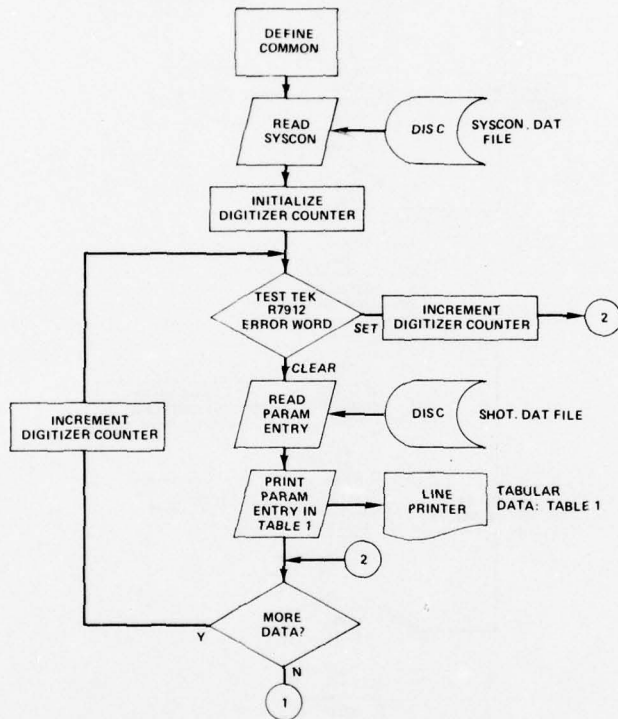 DEFINE
COMMON
READ
SYSCON
DISC
SYSCON. DAT
FILE
INITIALIZE
DIGITIZER COUNTER
TEST TEK
R7912
ERROR WORD
SET
INCREMENT
DIGITIZER COUNTER
2
CLEAR
READ
PARAM
ENTRY
DISC
SHOT. DAT FILE
INCREMENT
DIGITIZER COUNTER
PRINT
PARAM
ENTRY IN
TABLE 1
LINE
PRINTER
TABULAR
DATA: TABLE 1
2
MORE
DATA?
Y
N
1